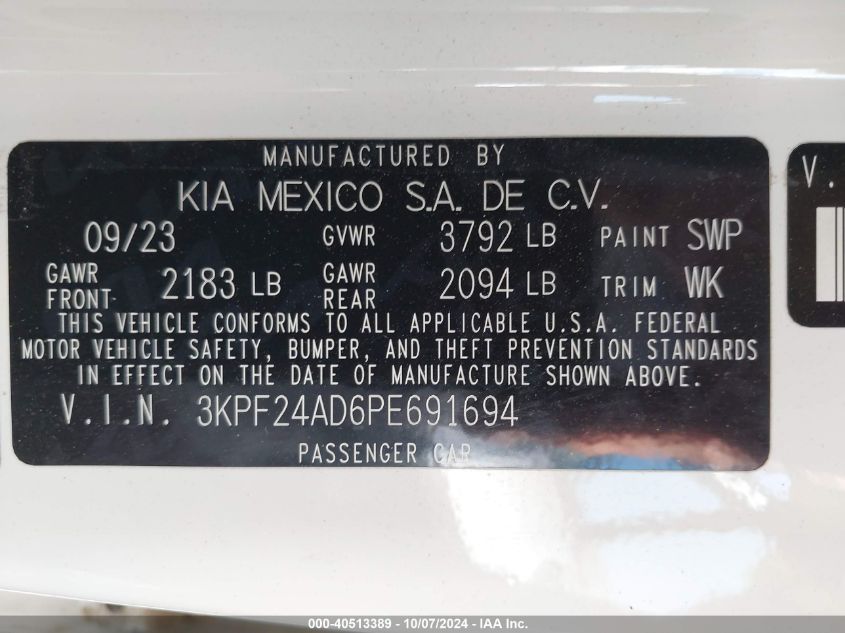 MANUFACTURED BY
KIA MEXICO S.A. DE C.V.
09/23 GVWR 3792 LB PAINT SWP
GAWR FRONT 2183 LB GAWR REAR 2094 LB TRIM WK
THIS VEHICLE CONFORMS TO ALL APPLICABLE U.S.A. FEDERAL
MOTOR VEHICLE SAFETY, BUMPER, AND THEFT PREVENTION STANDARDS
IN EFFECT ON THE DATE OF MANUFACTURE SHOWN ABOVE.
V.I.N. 3KPF24AD6PE691694
PASSENGER CAR
V.
000-40513389 - 10/07/2024 - IAA Inc.